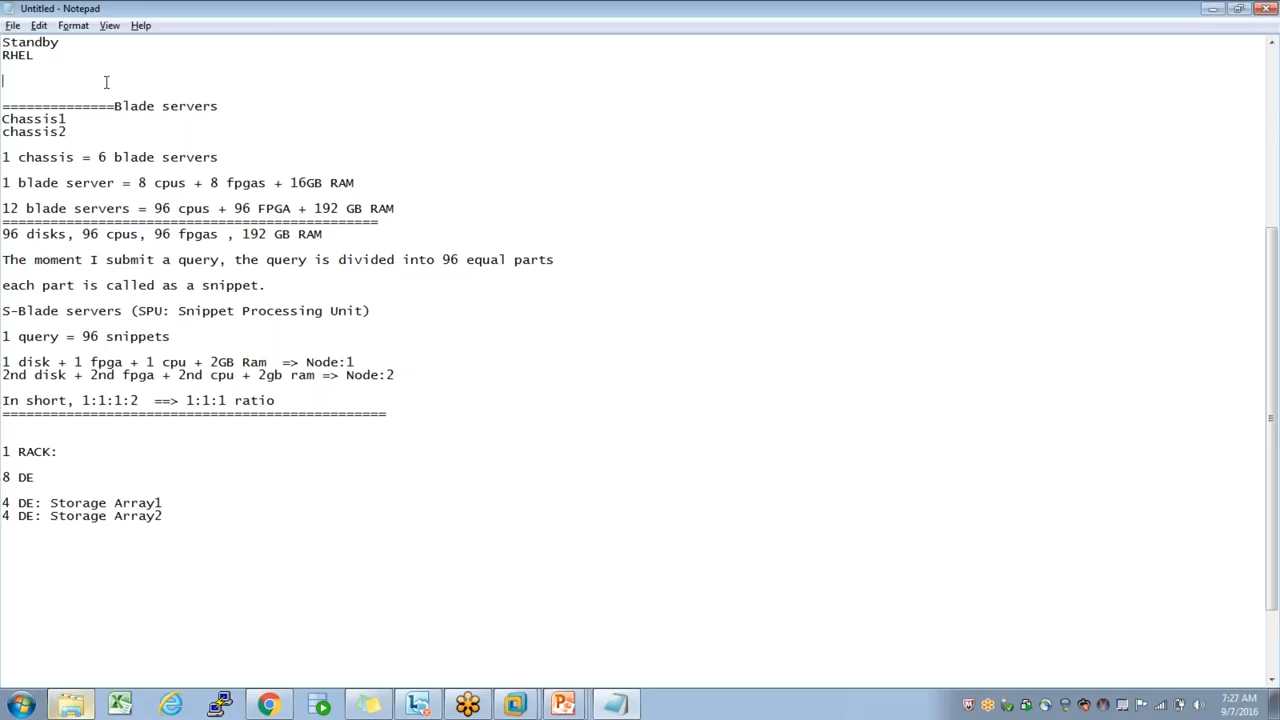 Untitled - Notepad
File Edit Format View Help
Standby
RHEL
==============Blade servers
Chassis1
chassis2
1 chassis = 6 blade servers
1 blade server = 8 cpus + 8 fpgas + 16GB RAM
12 blade servers = 96 cpus + 96 FPGA + 192 GB RAM
===============================================
96 disks, 96 cpus, 96 fpgas , 192 GB RAM
The moment I submit a query, the query is divided into 96 equal parts
each part is called as a snippet.
S-Blade servers (SPU: Snippet Processing Unit)
1 query = 96 snippets
1 disk + 1 fpga + 1 cpu + 2GB Ram  => Node:1
2nd disk + 2nd fpga + 2nd cpu + 2gb ram => Node:2
In short, 1:1:1:2  ==> 1:1:1 ratio
================================================
1 RACK:
8 DE
4 DE: Storage Array1
4 DE: Storage Array2
7:27 AM
9/7/2016